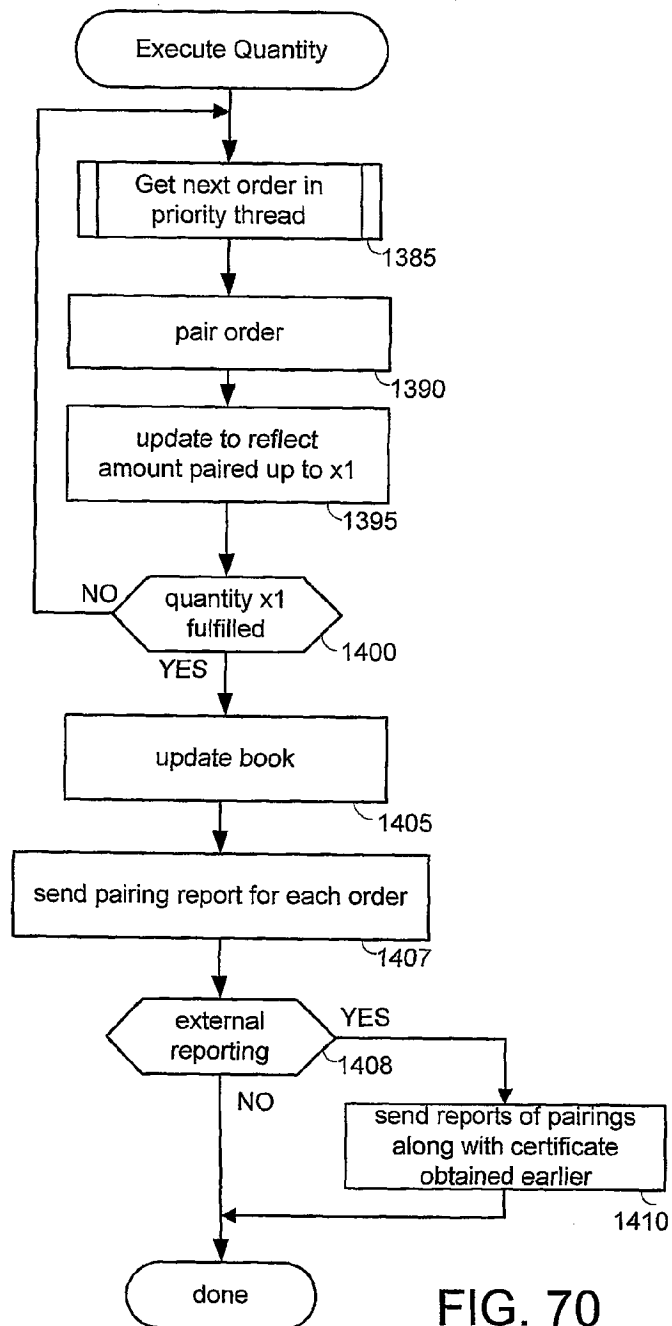 Execute Quantity
Get next order in
priority thread
1385
pair order
1390
update to reflect
amount paired up to x1
1395
NO
quantity x1
fulfilled
1400
YES
update book
1405
send pairing report for each order
1407
external
reporting
YES
1408
NO
send reports of pairings
along with certificate
obtained earlier
1410
done
FIG. 70